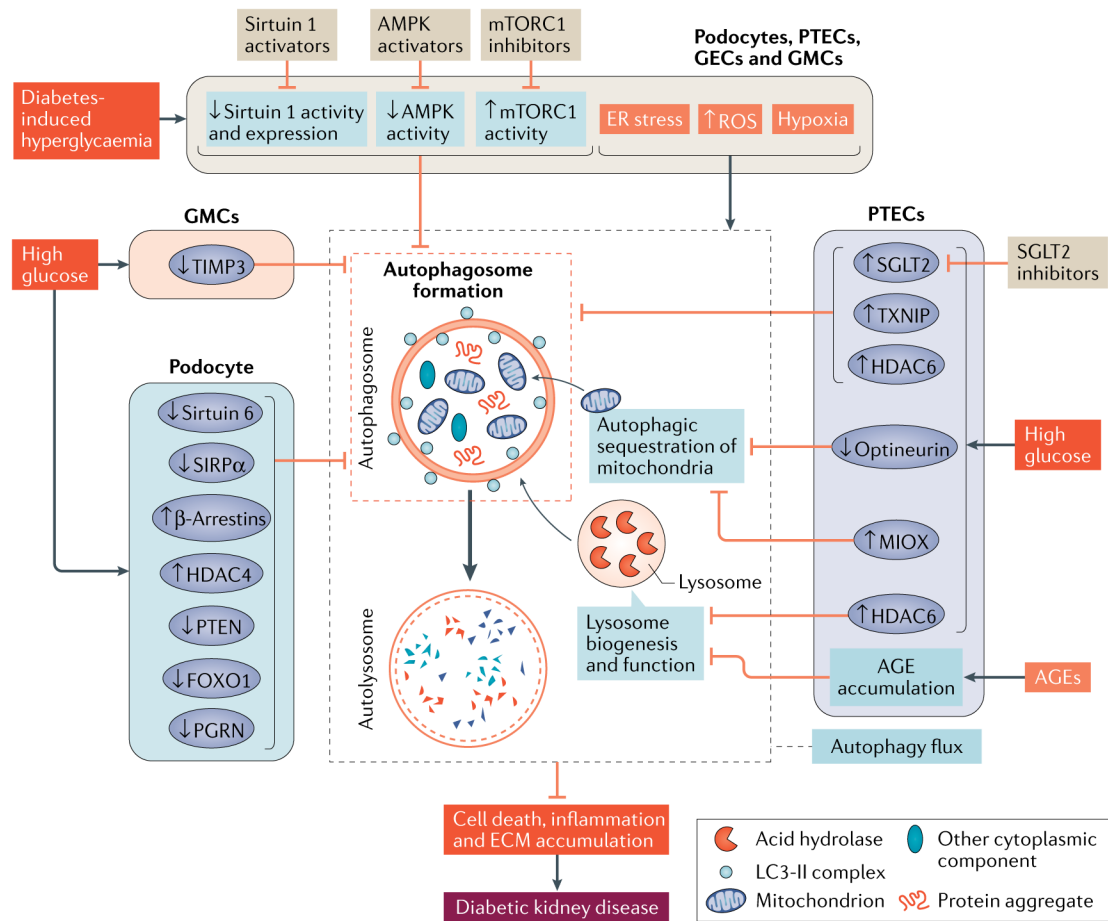 Sirtuin 1
activators
AMPK
activators
mTORC1
inhibitors
Podocytes, PTECs,
GECs and GMCs
Diabetes-
induced
hyperglycaemia
↓Sirtuin 1 activity
and expression
↓AMPK
activity
↑mTORC1
activity
ER stress
↑ROS
Hypoxia
GMCs
High
glucose
↓TIMP3
Podocyte
↓Sirtuin 6
↓SIRPα
↑β-Arrestins
↑HDAC4
↓PTEN
↓FOXO1
↓PGRN
Autophagosome
formation
Autophagosome
Autophagic
sequestration of
mitochondria
Lysosome
Lysosome
biogenesis
and function
Autolysosome
PTECs
↑SGLT2
↑TXNIP
↑HDAC6
↓Optineurin
↑MIOX
↑HDAC6
AGE
accumulation
SGLT2
inhibitors
High
glucose
AGEs
Autophagy flux
Cell death, inflammation
and ECM accumulation
Diabetic kidney disease
Acid hydrolase
LC3-II complex
Mitochondrion
Other cytoplasmic
component
Protein aggregate